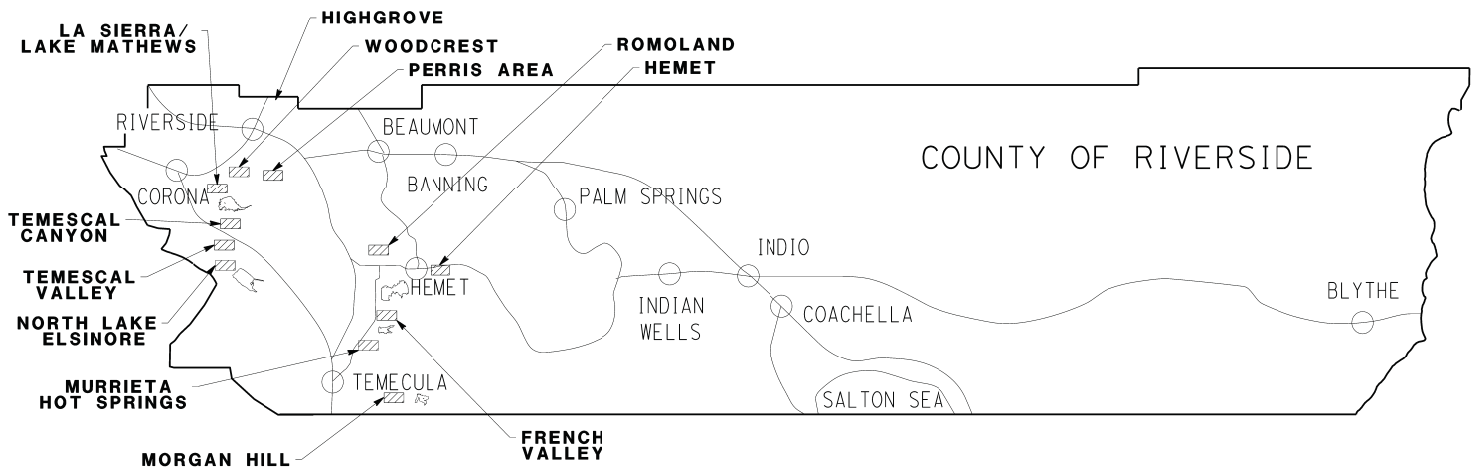 LA SIERRA/
LAKE MATHEWS
HIGHGROVE
WOODCREST
PERRIS AREA
ROMOLAND
HEMET
RIVERSIDE
BEAUMONT
BANNING
COUNTY OF RIVERSIDE
CORONA
PALM SPRINGS
TEMESCAL
CANYON
INDIO
TEMESCAL
VALLEY
HEMET
INDIAN
WELLS
COACHELLA
BLYTHE
NORTH LAKE
ELSINORE
MURRIETA
HOT SPRINGS
TEMECULA
SALTON SEA
FRENCH
VALLEY
MORGAN HILL